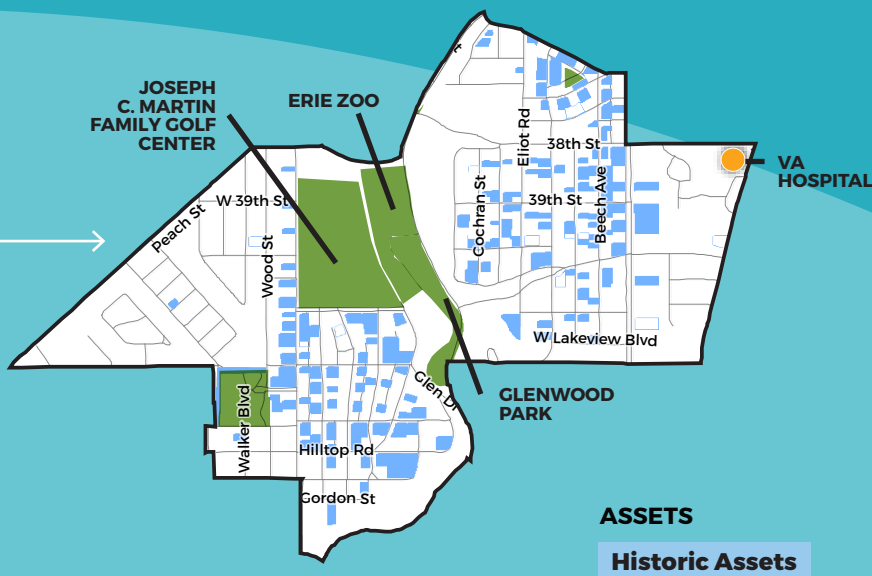 JOSEPH
C. MARTIN
FAMILY GOLF
CENTER
ERIE ZOO
VA
HOSPITAL
Eliot Rd
38th St
W 39th St
39th St
Peach St
Wood St
Cochran St
Beech Ave
W Lakeview Blvd
GLENWOOD
PARK
Glen Dr
Walker Blvd
Hilltop Rd
Gordon St
ASSETS
Historic Assets